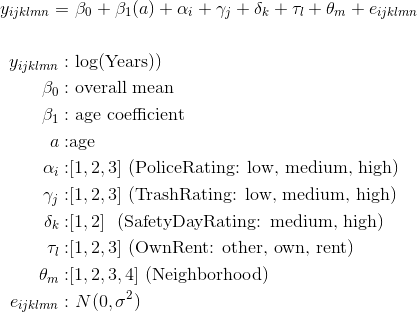 y_{ijklmn} = β_0 + β_1(a) + α_i + γ_j + δ_k + τ_l + θ_m + e_{ijklmn}
y_{ijklmn} : log(Years))
β_0 : overall mean
β_1 : age coefficient
a :age
α_i :[1, 2, 3] (PoliceRating: low, medium, high)
γ_j :[1, 2, 3] (TrashRating: low, medium, high)
δ_k :[1, 2] (SafetyDayRating: medium, high)
τ_l :[1, 2, 3] (OwnRent: other, own, rent)
θ_m :[1, 2, 3, 4] (Neighborhood)
e_{ijklmn} : N(0, σ^2)